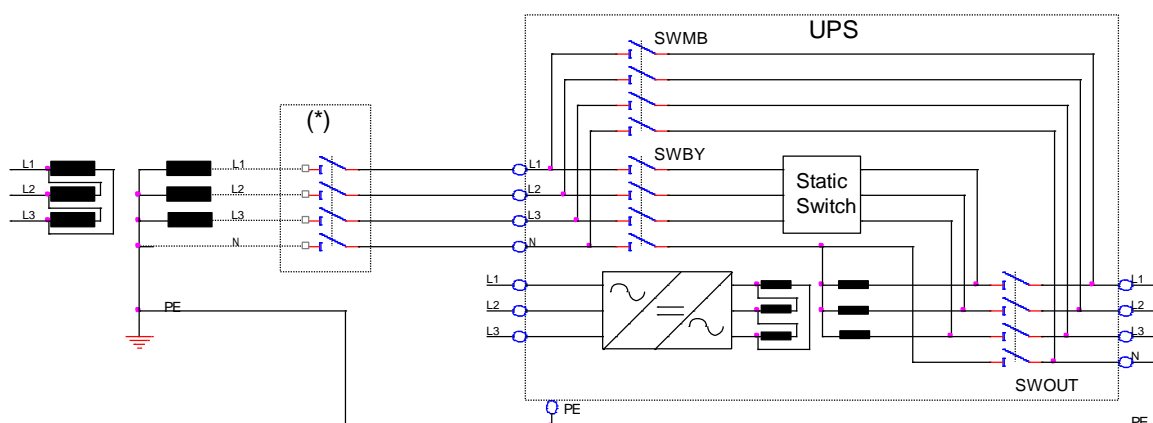 UPS
SWMB
(*)
SWBY
L1
L1
L1
L2
L2
L2
L3
L3
L3
N
N
Static
Switch
PE
L1
L2
L3
L1
L2
L3
N
SWOUT
PE
PE